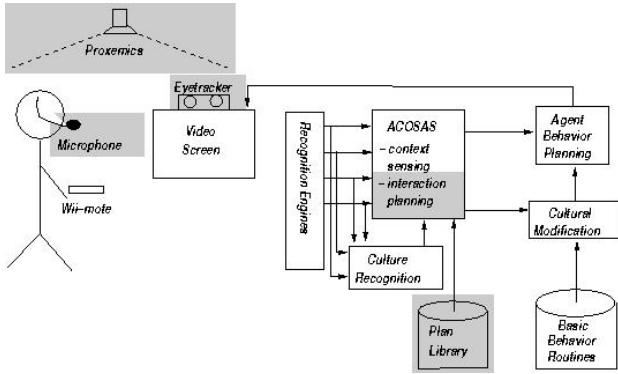 Proxemics
Eyetracker
Microphone
Video
Screen
Wii-mote
Recognition Engines
ACOSAS
- context
sensing
- interaction
planning
Culture
Recognition
Plan
Library
Agent
Behavior
Planning
Cultural
Modification
Basic
Behavior
Routines